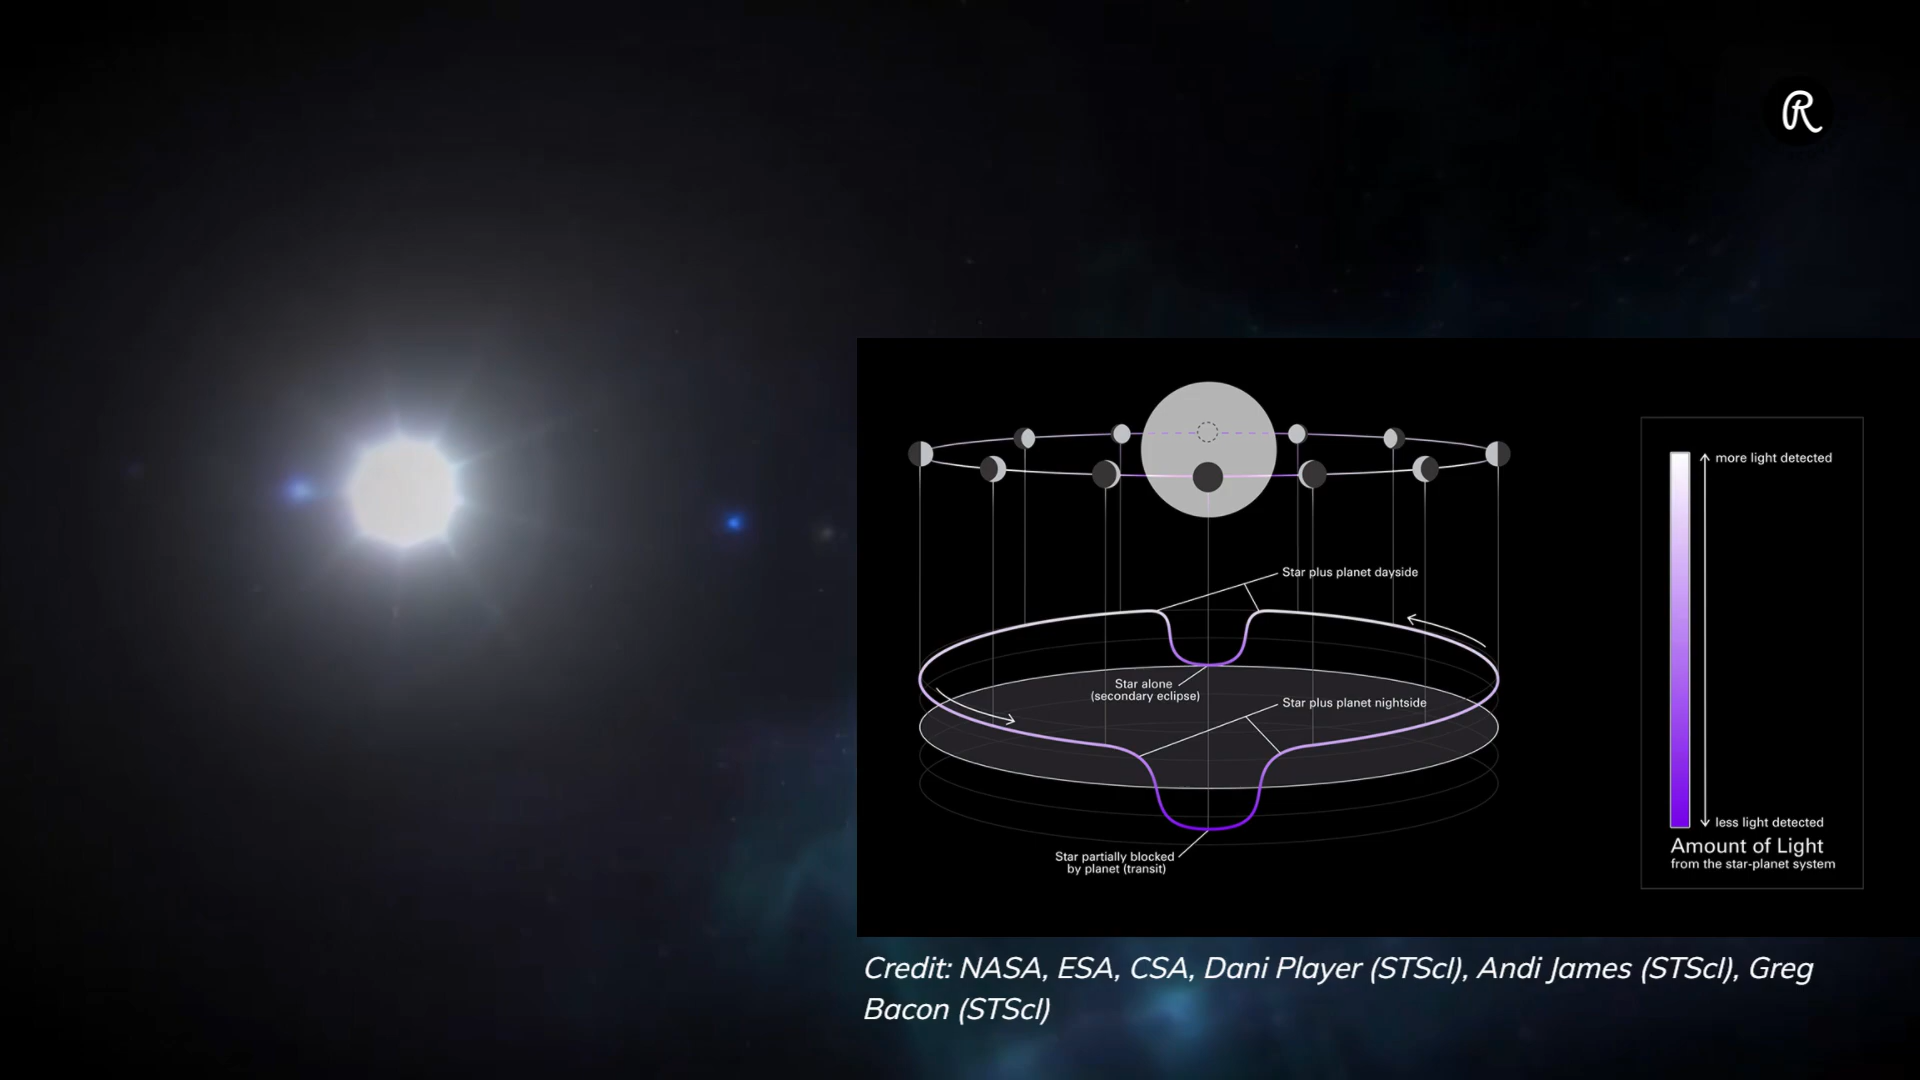 R
more light detected
Star plus planet dayside
Star alone
(secondary eclipse)
Star plus planet nightside
less light detected
Amount of Light
from the star-planet system
Star partially blocked
by planet (transit)
Credit: NASA, ESA, CSA, Dani Player (STScI), Andi James (STScI), Greg
Bacon (STScI)